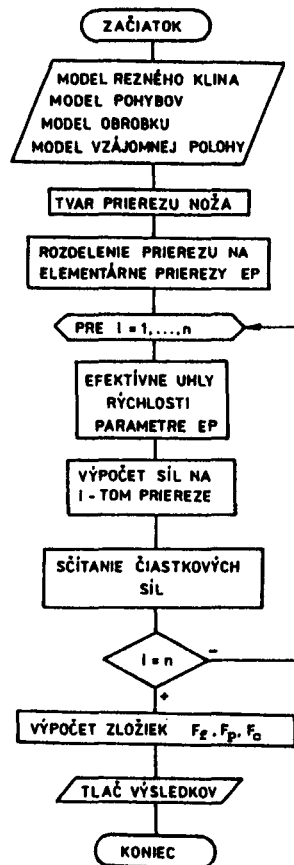 ZAČIATOK
MODEL REZNÉHO KLINA
MODEL POHYBOV
MODEL OBROBKU
MODEL VZÁJOMNEJ POLOHY
TVAR PRIEREZU NOŽA
ROZDELENIE PRIEREZU NA
ELEMENTÁRNE PRIEREZY EP
PRE I = 1,...,n
EFEKTÍVNE UHLY
RÝCHLOSTI
PARAMETRE EP
VÝPOČET SÍL NA
I - TOM PRIEREZE
SČÍTANIE ČIASTKOVÝCH
SÍL
I = n
-
+
VÝPOČET ZLOŽIEK Ff, Fp, Fo
TLAČ VÝSLEDKOV
KONIEC